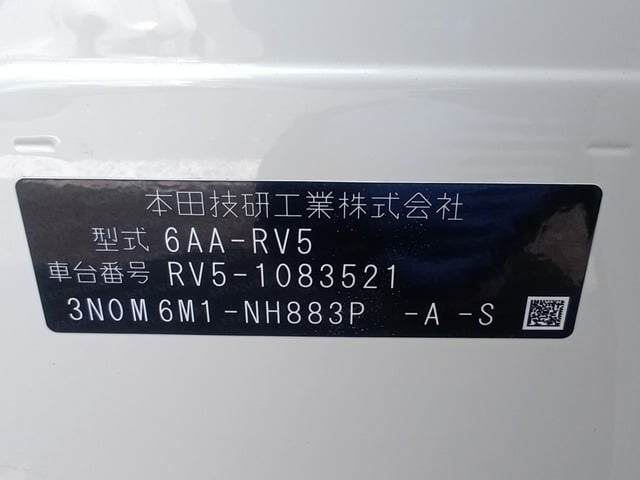 本田技研工業株式会社
型式 6AA-RV5
車台番号 RV5-1083521
3N0M6M1-NH883P -A-S